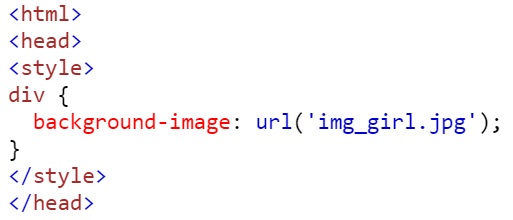 <html>
<head>
<style>
div {
  background-image: url('img_girl.jpg');
}
</style>
</head>